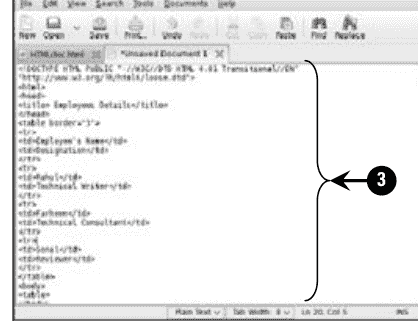 File Edit View Search Tools Documents Help
New Open Save Print... Undo Redo Cut Copy Paste Find Replace
HTMLdoc.html *Unsaved Document 1
<!DOCTYPE HTML PUBLIC "-//W3C//DTD HTML 4.01 Transitional//EN"
"http://www.w3.org/TR/html4/loose.dtd">
<html>
<head>
<title> Employees Details</title>
</head>
<table border="3">
<tr>
<td>Employee's Name</td>
<td>Designation</td>
</tr>
<tr>
<td>Rahul</td>
<td>Technical Writer</td>
</tr>
<tr>
<td>Farheen</td>
<td>Technical Consultant</td>
</tr>
<tr>
<td>Sonal</td>
<td>Reviewer</td>
</tr>
</table>
<body>
<table>
3
Plain Text Tab Width: 8 Ln 20, Col 5 INS